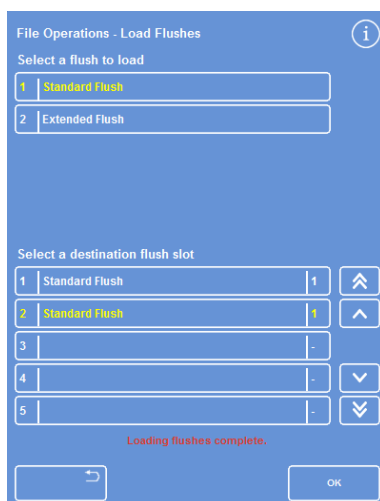 File Operations - Load Flushes
i
Select a flush to load
1 Standard Flush
2 Extended Flush
Select a destination flush slot
1 Standard Flush 1
2 Standard Flush 1
3 -
4 -
5 -
Loading flushes complete.
OK